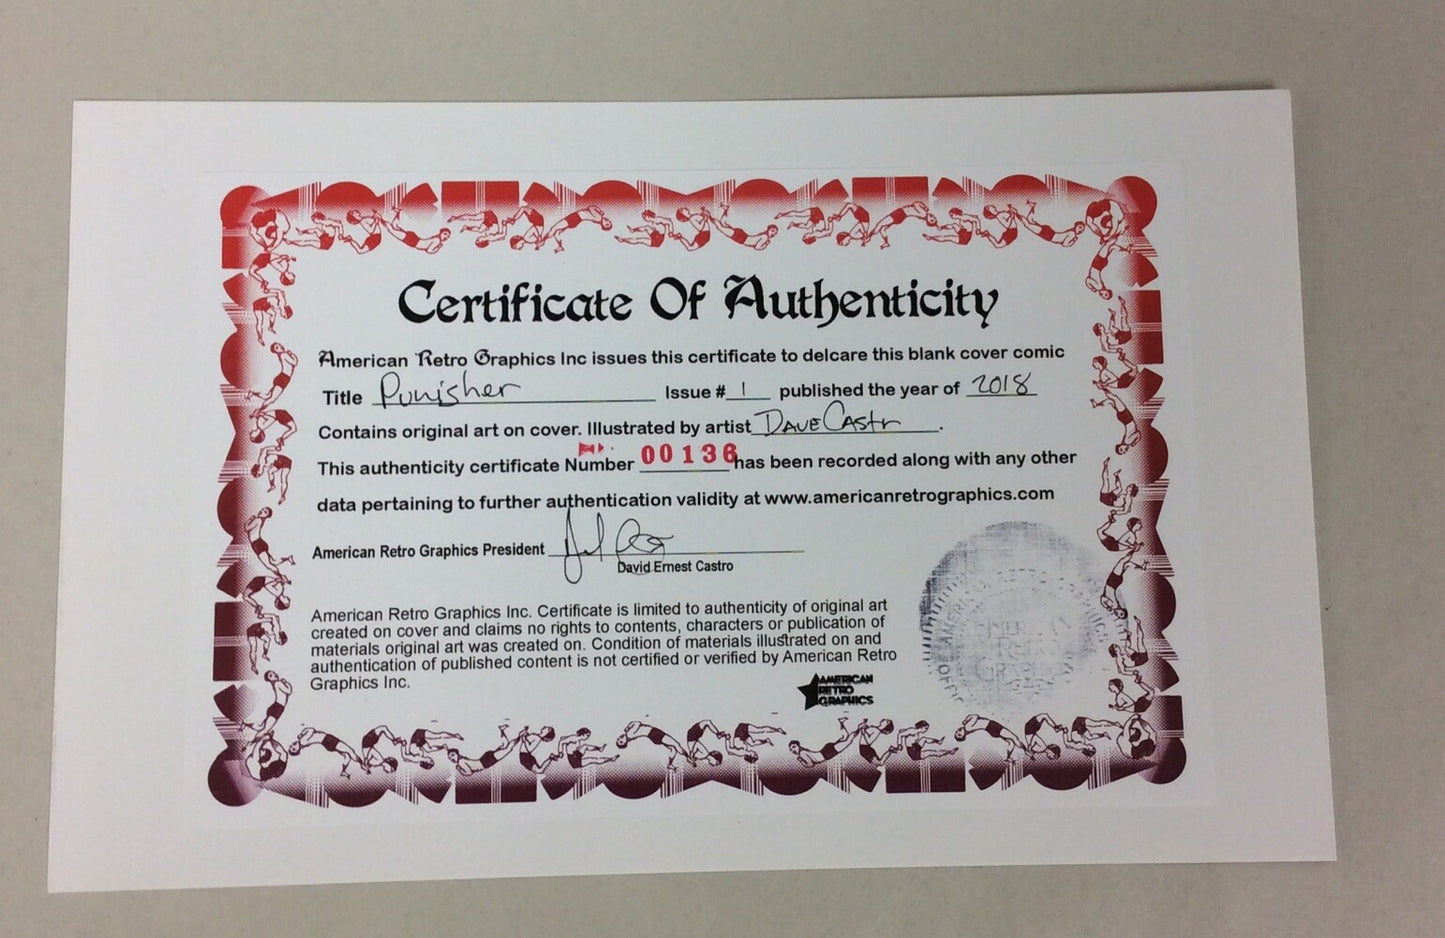 Certificate Of Authenticity
American Retro Graphics Inc issues this certificate to delcare this blank cover comic
Title Punisher Issue # 1 published the year of 2018
Contains original art on cover. Illustrated by artist Dave Castro.
This authenticity certificate Number 00136 has been recorded along with any other
data pertaining to further authentication validity at www.americanretrographics.com
American Retro Graphics President
David Ernest Castro
American Retro Graphics Inc. Certificate is limited to authenticity of original art
created on cover and claims no rights to contents, characters or publication of
materials original art was created on. Condition of materials illustrated on and
authentication of published content is not certified or verified by American Retro
Graphics Inc.
AMERICAN
RETRO
GRAPHICS